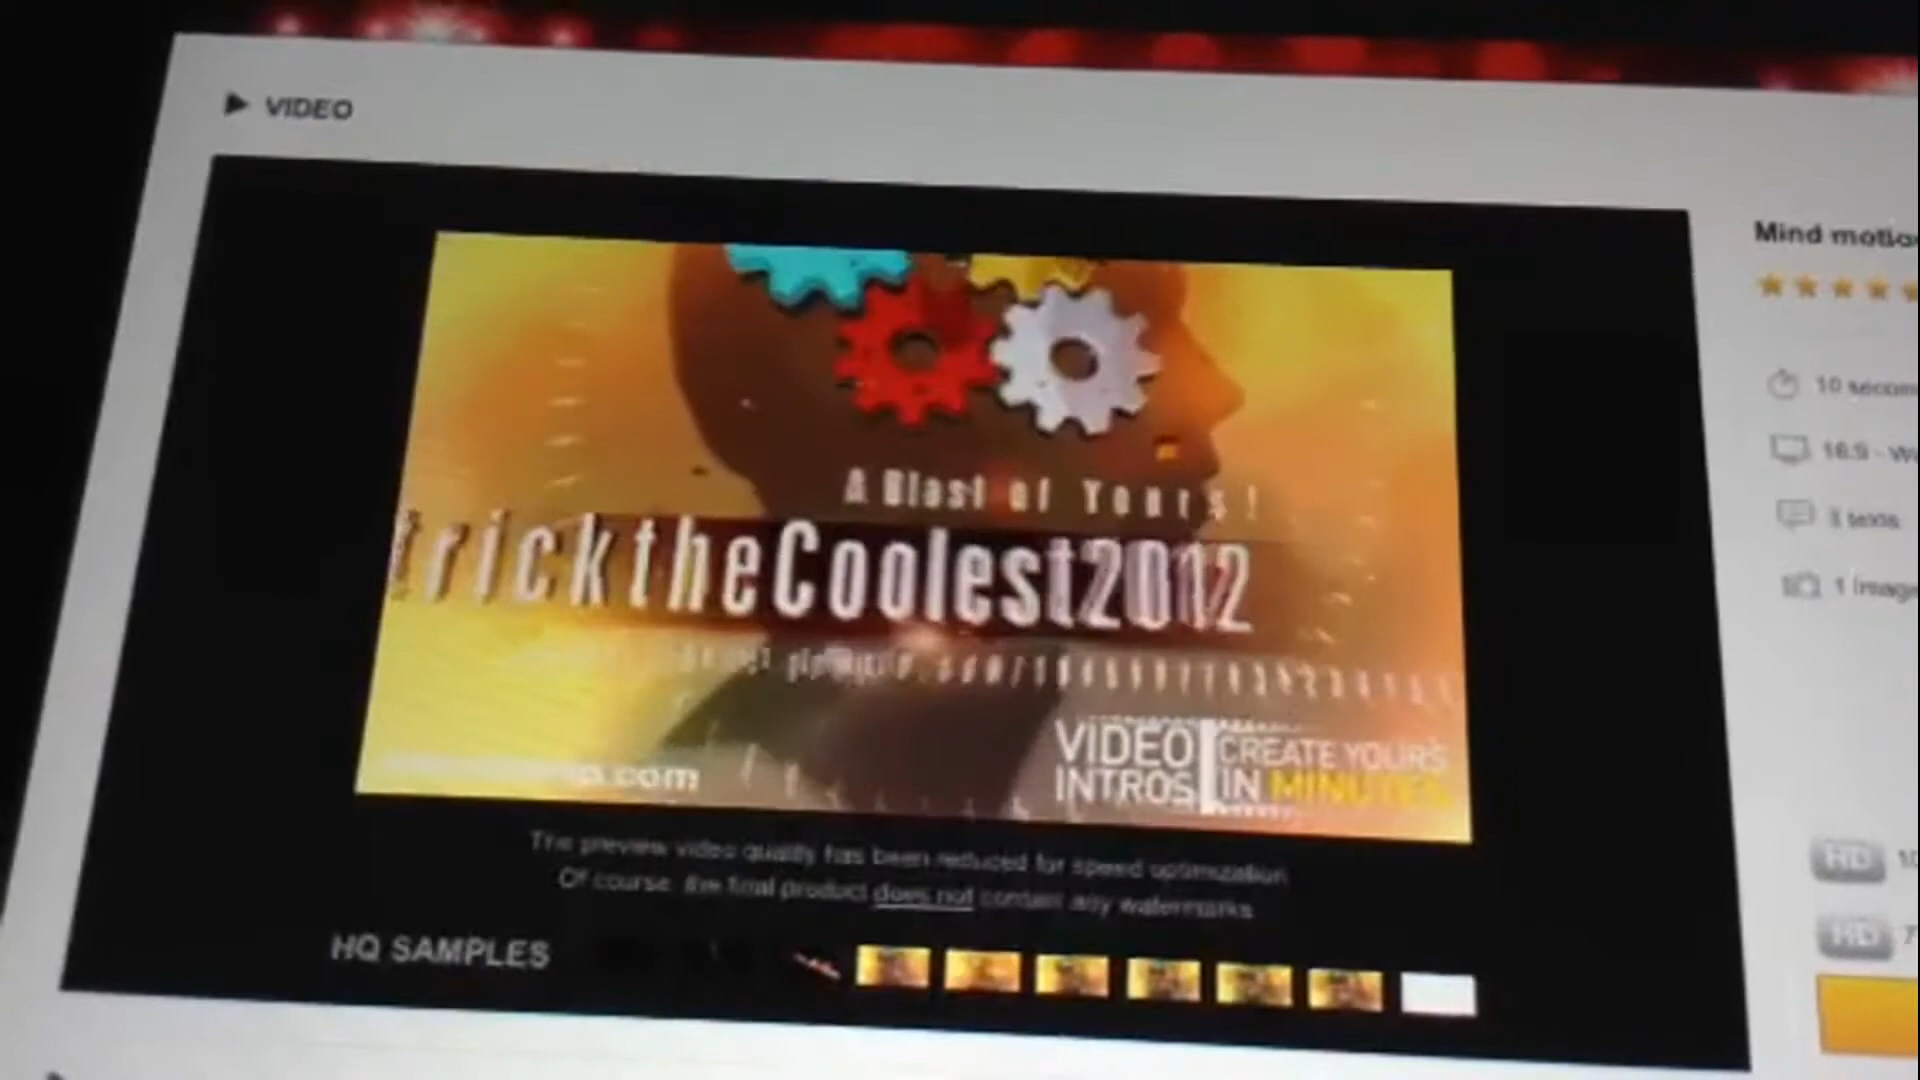 VIDEO
Mind motio
10 secon
16:9 - W
3 texts
1 image
A Blast of Yours!
tricktheCoolest2012
.com
VIDEO INTROS
CREATE YOURS
IN MINUTES
The preview video quality has been reduced for speed optimization
Of course, the final product does not contain any watermarks
HQ SAMPLES
HD 10
HD 7